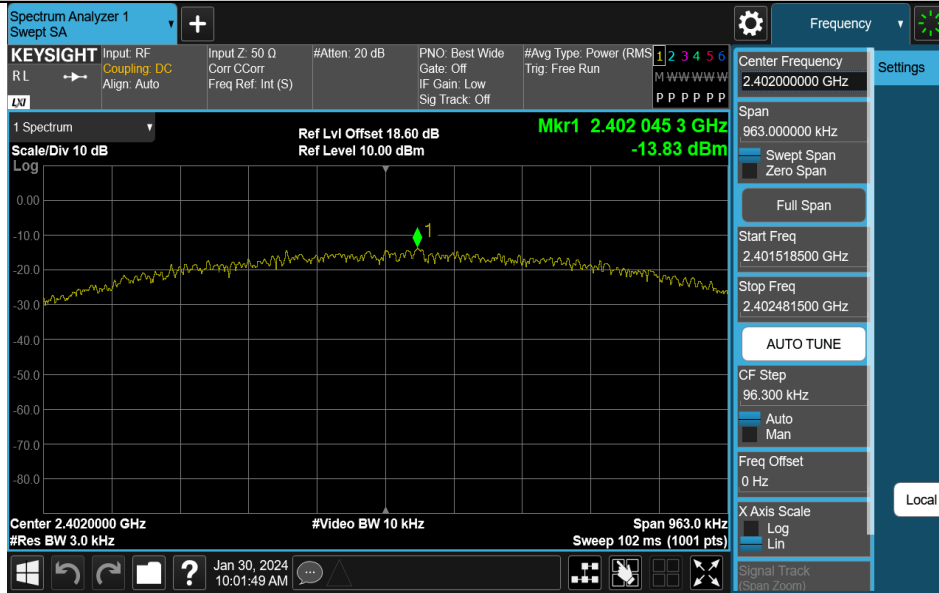 Spectrum Analyzer 1
Swept SA
+
Frequency
KEYSIGHT
R L
LXI
Input: RF
Coupling: DC
Align: Auto
Input Z: 50 Ω
Corr CCorr
Freq Ref: Int (S)
#Atten: 20 dB
PNO: Best Wide
Gate: Off
IF Gain: Low
Sig Track: Off
#Avg Type: Power (RMS
Trig: Free Run
1 2 3 4 5 6
M W W W W W
P P P P P P
1 Spectrum
Scale/Div 10 dB
Log
Ref Lvl Offset 18.60 dB
Ref Level 10.00 dBm
Mkr1 2.402 045 3 GHz
-13.83 dBm
0.00
-10.0
-20.0
-30.0
-40.0
-50.0
-60.0
-70.0
-80.0
1
Center 2.4020000 GHz
#Res BW 3.0 kHz
#Video BW 10 kHz
Span 963.0 kHz
Sweep 102 ms (1001 pts)
Center Frequency
2.402000000 GHz
Span
963.000000 kHz
Swept Span
Zero Span
Full Span
Start Freq
2.401518500 GHz
Stop Freq
2.402481500 GHz
AUTO TUNE
CF Step
96.300 kHz
Auto
Man
Freq Offset
0 Hz
X Axis Scale
Log
Lin
Signal Track
(Span Zoom)
Settings
Local
?
Jan 30, 2024
10:01:49 AM